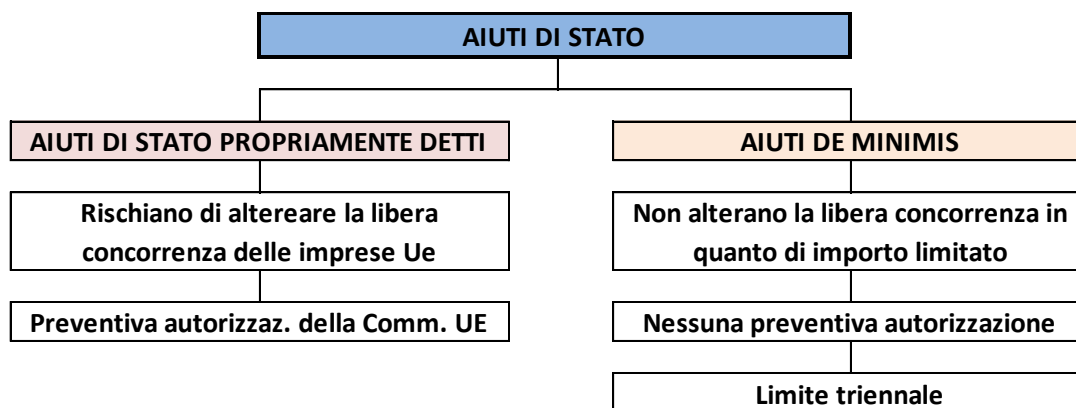 AIUTI DI STATO
AIUTI DI STATO PROPRIAMENTE DETTI
Rischiano di altereare la libera
concorrenza delle imprese Ue
Preventiva autorizzaz. della Comm. UE
AIUTI DE MINIMIS
Non alterano la libera concorrenza in
quanto di importo limitato
Nessuna preventiva autorizzazione
Limite triennale